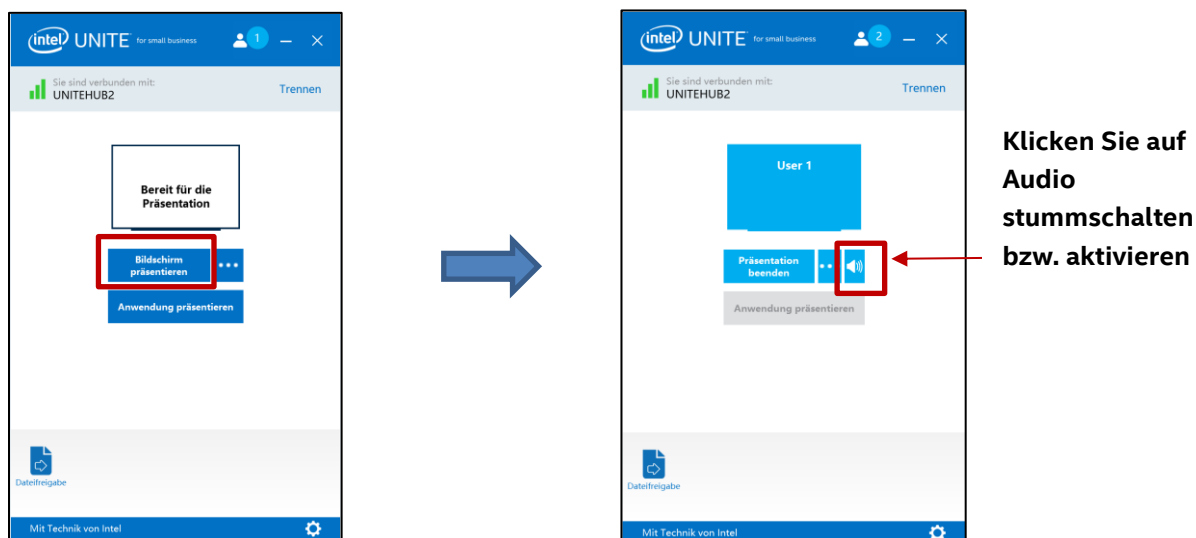 intel UNITE for small business 1
Sie sind verbunden mit:
UNITEHUB2
Trennen
Bereit für die
Präsentation
Bildschirm
präsentieren
Anwendung präsentieren
Dateifreigabe
Mit Technik von Intel
intel UNITE for small business 2
Sie sind verbunden mit:
UNITEHUB2
Trennen
User 1
Präsentation
beenden
Anwendung präsentieren
Dateifreigabe
Mit Technik von Intel
Klicken Sie auf
Audio
stummschalten
bzw. aktivieren